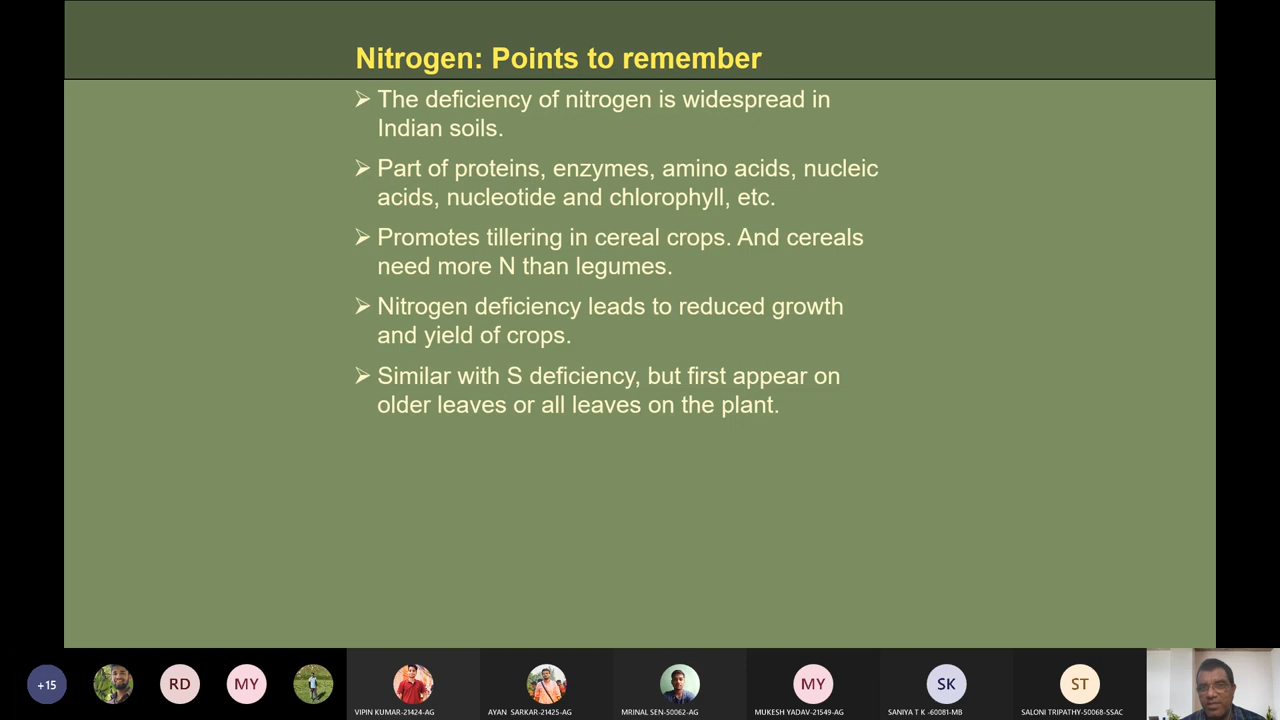 Nitrogen: Points to remember
➢ The deficiency of nitrogen is widespread in
Indian soils.
➢ Part of proteins, enzymes, amino acids, nucleic
acids, nucleotide and chlorophyll, etc.
➢ Promotes tillering in cereal crops. And cereals
need more N than legumes.
➢ Nitrogen deficiency leads to reduced growth
and yield of crops.
➢ Similar with S deficiency, but first appear on
older leaves or all leaves on the plant.
+15
RD
MY
MY
SK
ST
VIPIN KUMAR-21424-AG
AYAN SARKAR-21425-AG
MRINAL SEN-50062-AG
MUKESH YADAV-21549-AG
SANIYA T K -60081-MB
SALONI TRIPATHY-50068-SSAC